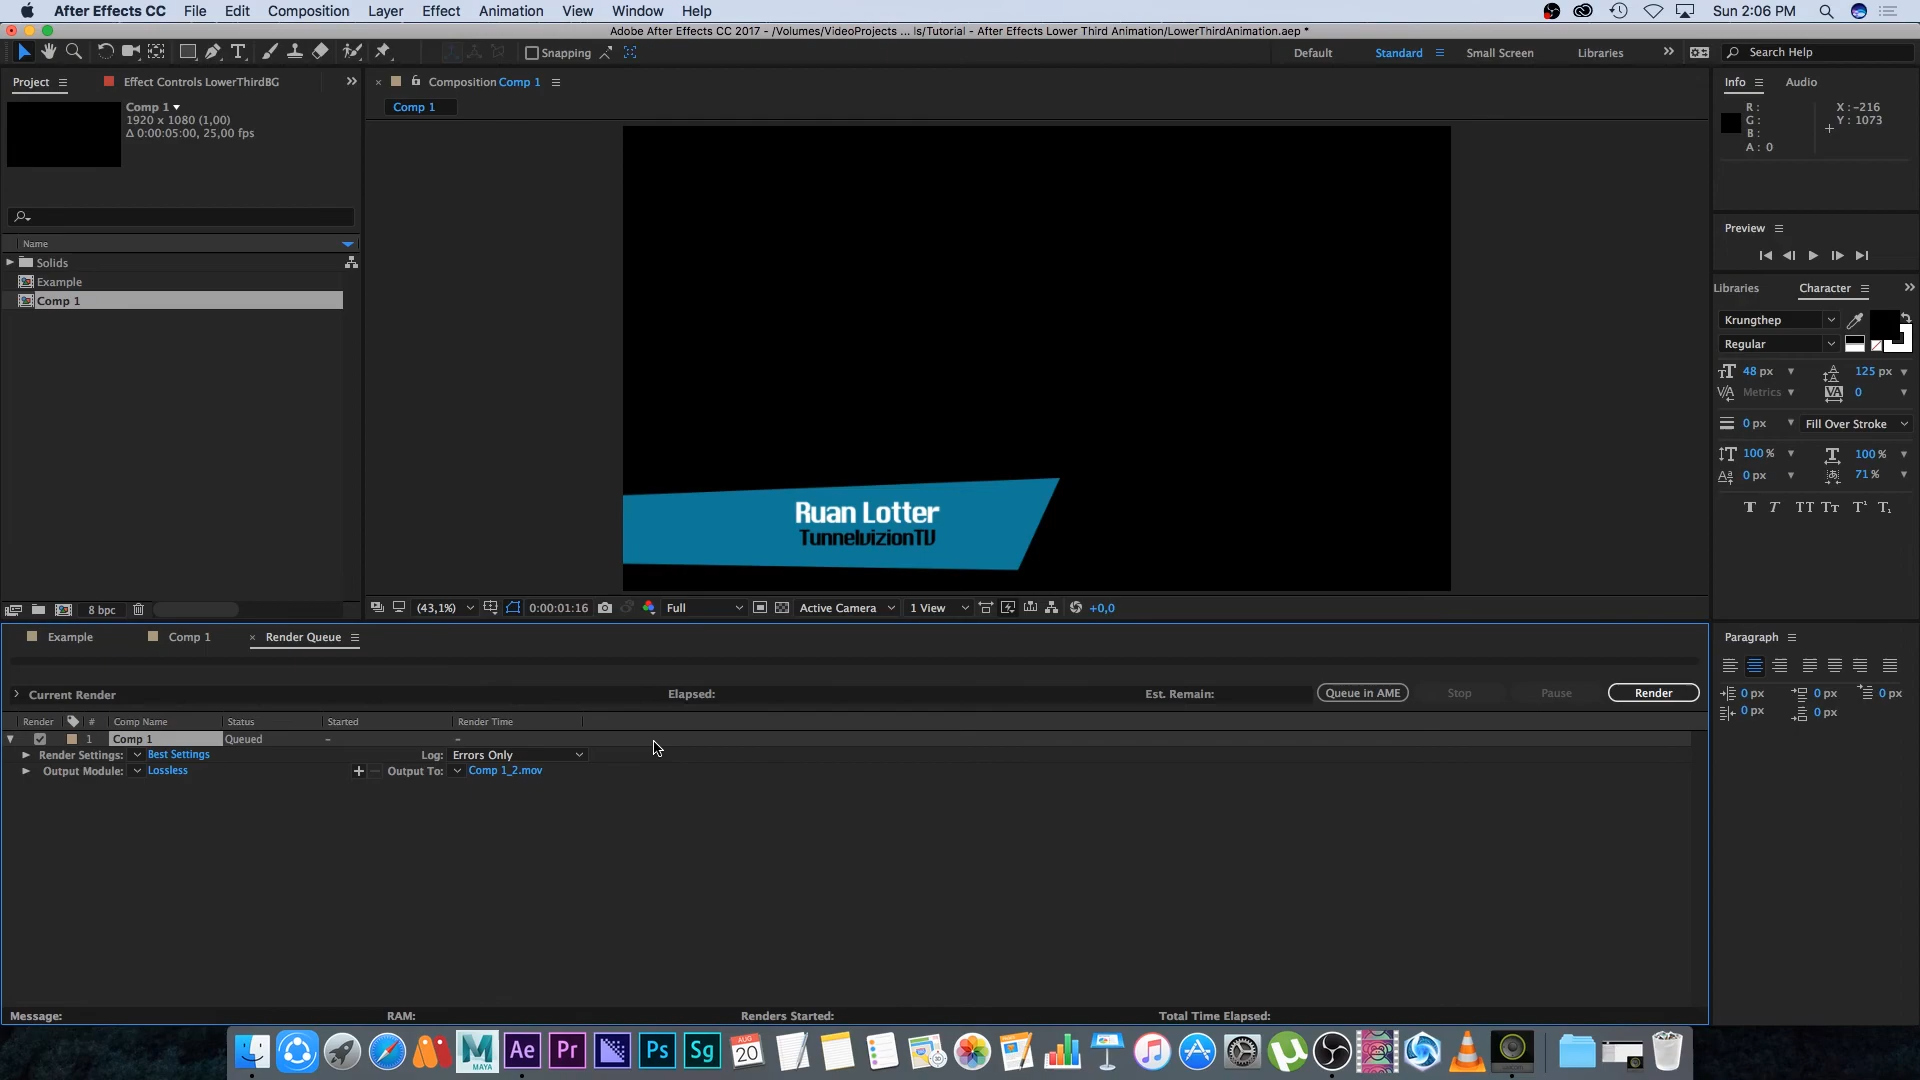 After Effects CC File Edit Composition Layer Effect Animation View Window Help Sun 2:06 PM
Adobe After Effects CC 2017 - /Volumes/VideoProjects ... ls/Tutorial - After Effects Lower Third Animation/LowerThirdAnimation.aep *
Snapping Default Standard Small Screen Libraries Search Help
Project Effect Controls LowerThirdBG
Composition Comp 1
Info Audio
Comp 1
1920 x 1080 (1,00)
Δ 0:00:05:00, 25,00 fps
Comp 1
R :
G :
B :
A : 0
X : -216
Y : 1073
Name
Solids
Example
Comp 1
Ruan Lotter
TunnelvizionTV
Preview
Libraries Character
Krungthep
Regular
48 px 125 px
Metrics 0
0 px Fill Over Stroke
100 % 100 %
0 px 71 %
8 bpc
(43,1%) 0:00:01:16 Full Active Camera 1 View +0,0
Example Comp 1 Render Queue
Current Render Elapsed: Est. Remain: Queue in AME Stop Pause Render
Render # Comp Name Status Started Render Time
1 Comp 1 Queued - -
Render Settings: Best Settings Log: Errors Only
Output Module: Lossless Output To: Comp 1_2.mov
Message: RAM: Renders Started: Total Time Elapsed:
Paragraph
0 px 0 px 0 px
0 px 0 px
MAYA Ae Pr Ps Sg AUG 20